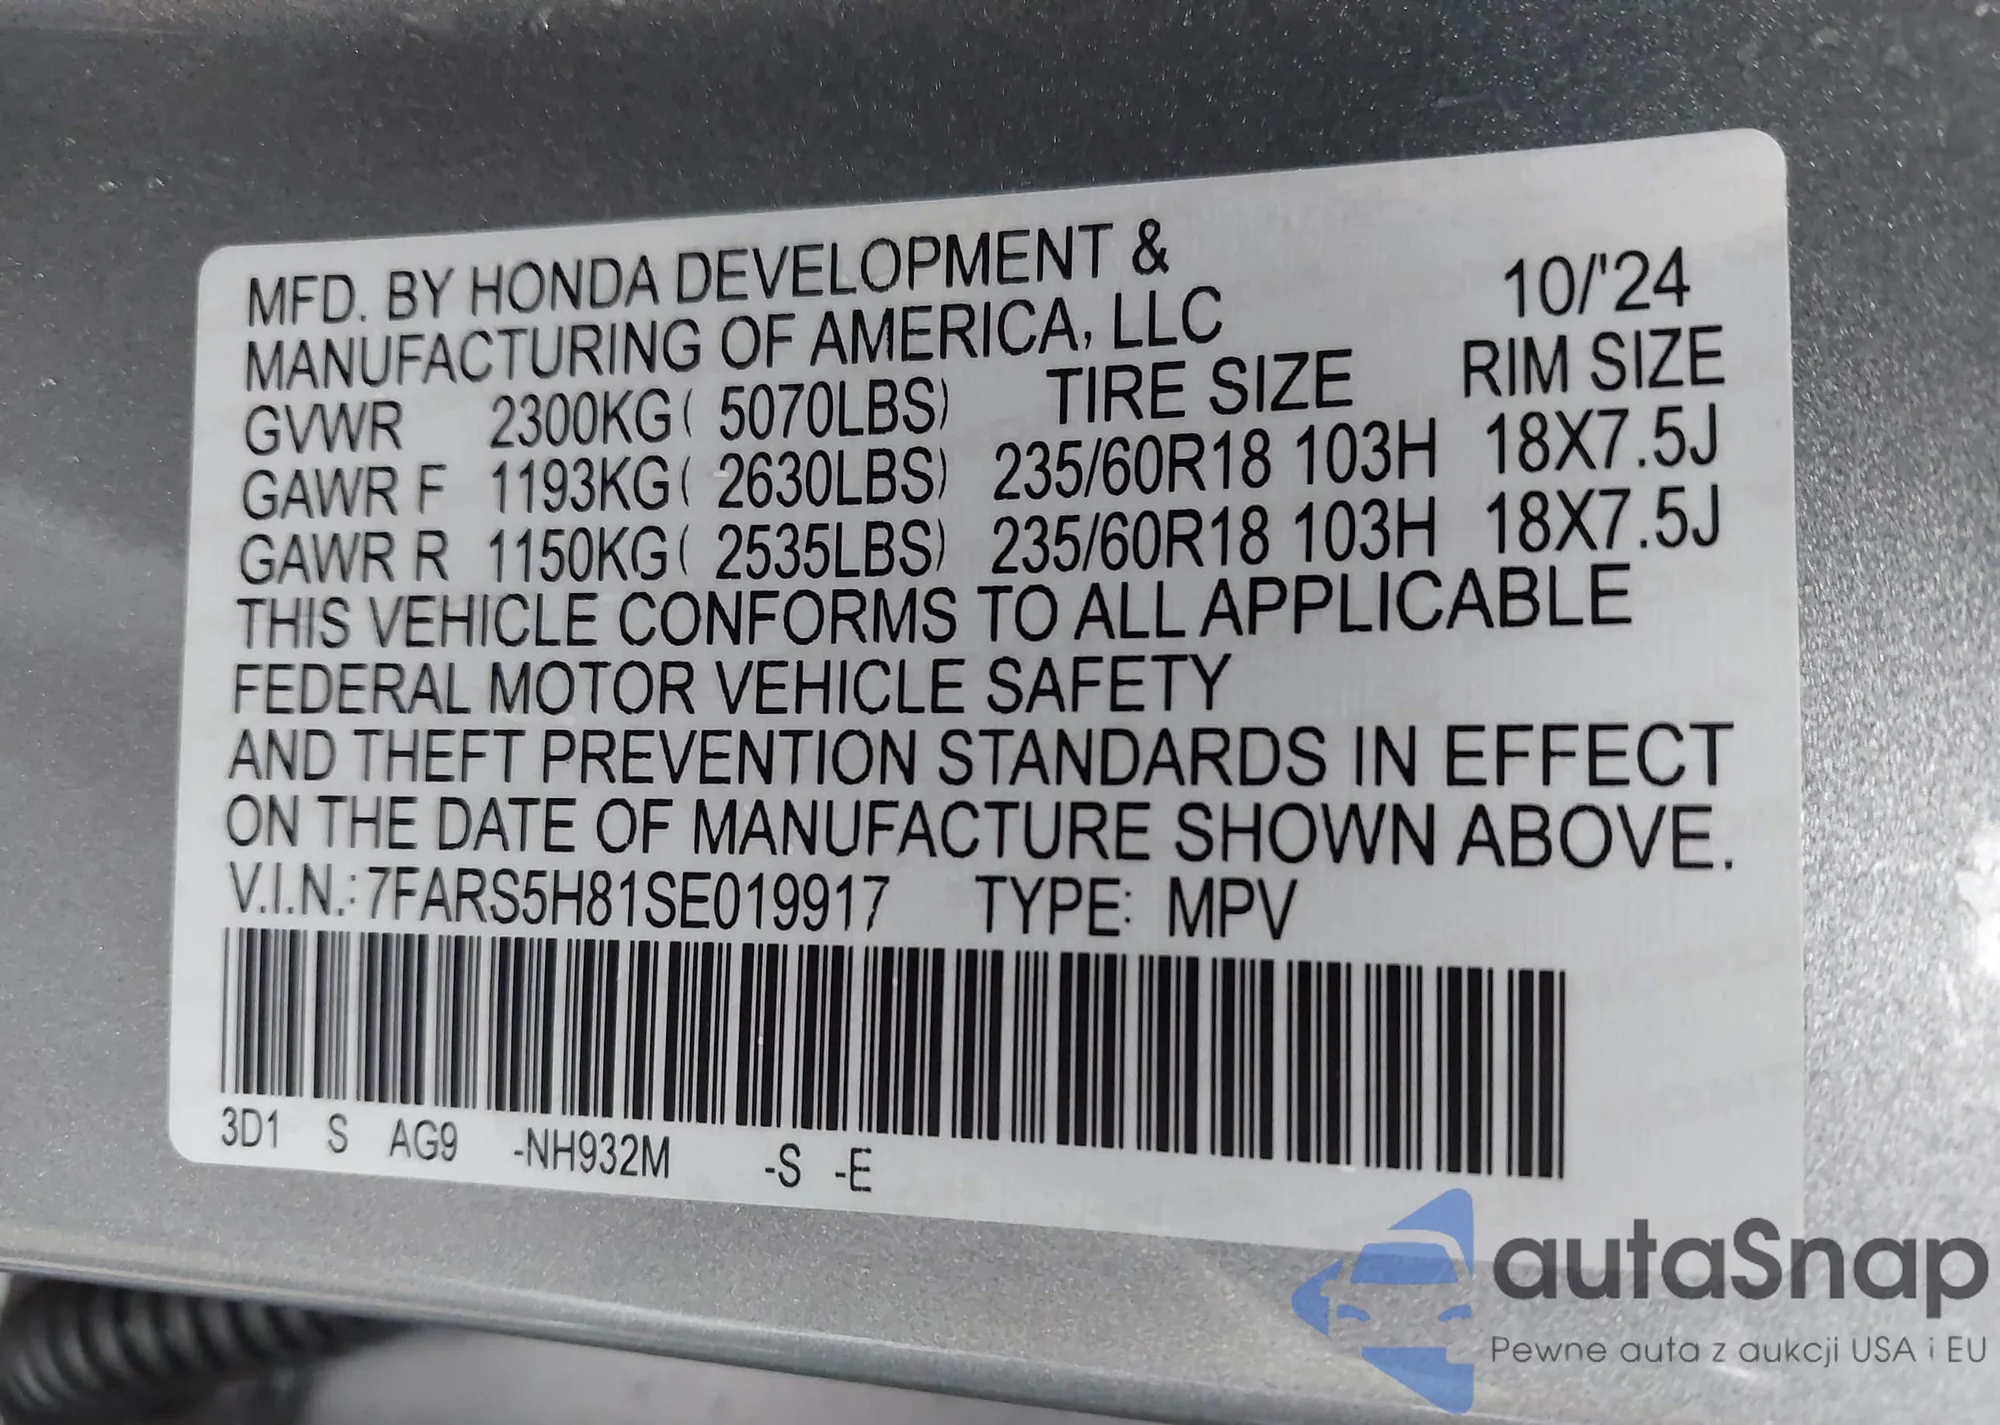 MFD. BY HONDA DEVELOPMENT &
MANUFACTURING OF AMERICA, LLC 10/'24
GVWR 2300KG( 5070LBS) TIRE SIZE RIM SIZE
GAWR F 1193KG( 2630LBS) 235/60R18 103H 18X7.5J
GAWR R 1150KG( 2535LBS) 235/60R18 103H 18X7.5J
THIS VEHICLE CONFORMS TO ALL APPLICABLE
FEDERAL MOTOR VEHICLE SAFETY
AND THEFT PREVENTION STANDARDS IN EFFECT
ON THE DATE OF MANUFACTURE SHOWN ABOVE.
V.I.N.: 7FARS5H81SE019917 TYPE: MPV
3D1 S AG9 -NH932M -S -E
autaSnap
Pewne auta z aukcji USA i EU